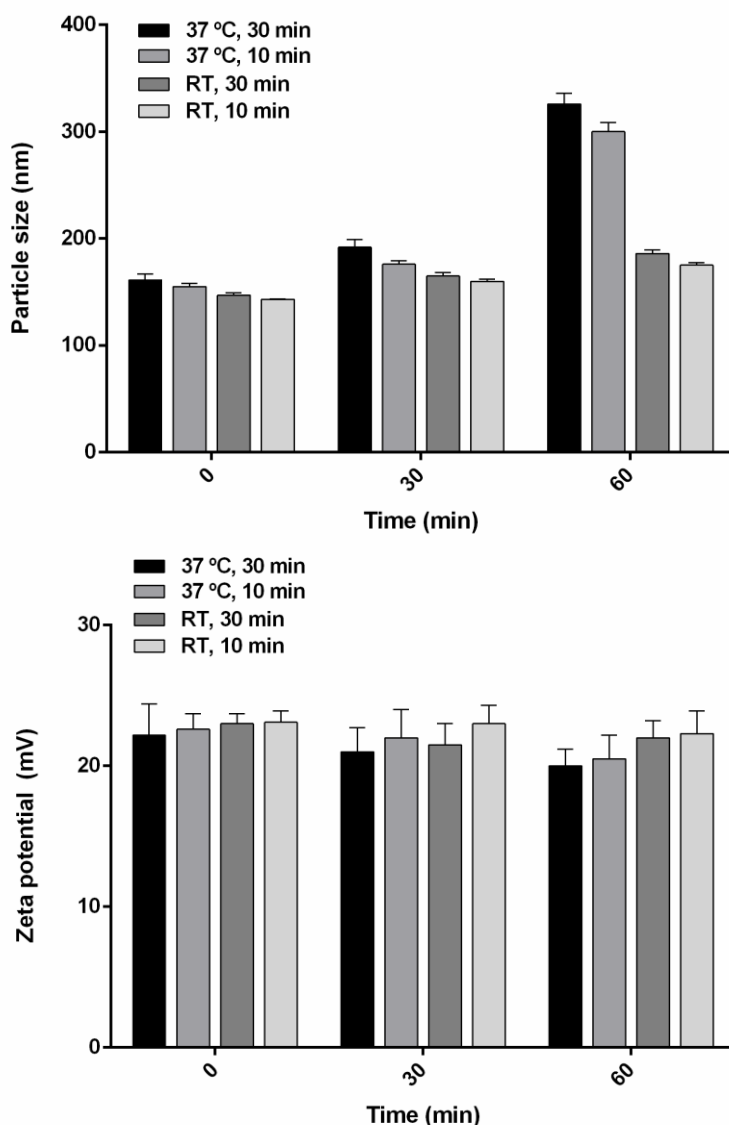 400
300
200
100
0
Particle size (nm)
37 ºC, 30 min
37 ºC, 10 min
RT, 30 min
RT, 10 min
0
30
60
Time (min)
37 ºC, 30 min
37 ºC, 10 min
RT, 30 min
RT, 10 min
30
20
10
0
Zeta potential (mV)
0
30
60
Time (min)